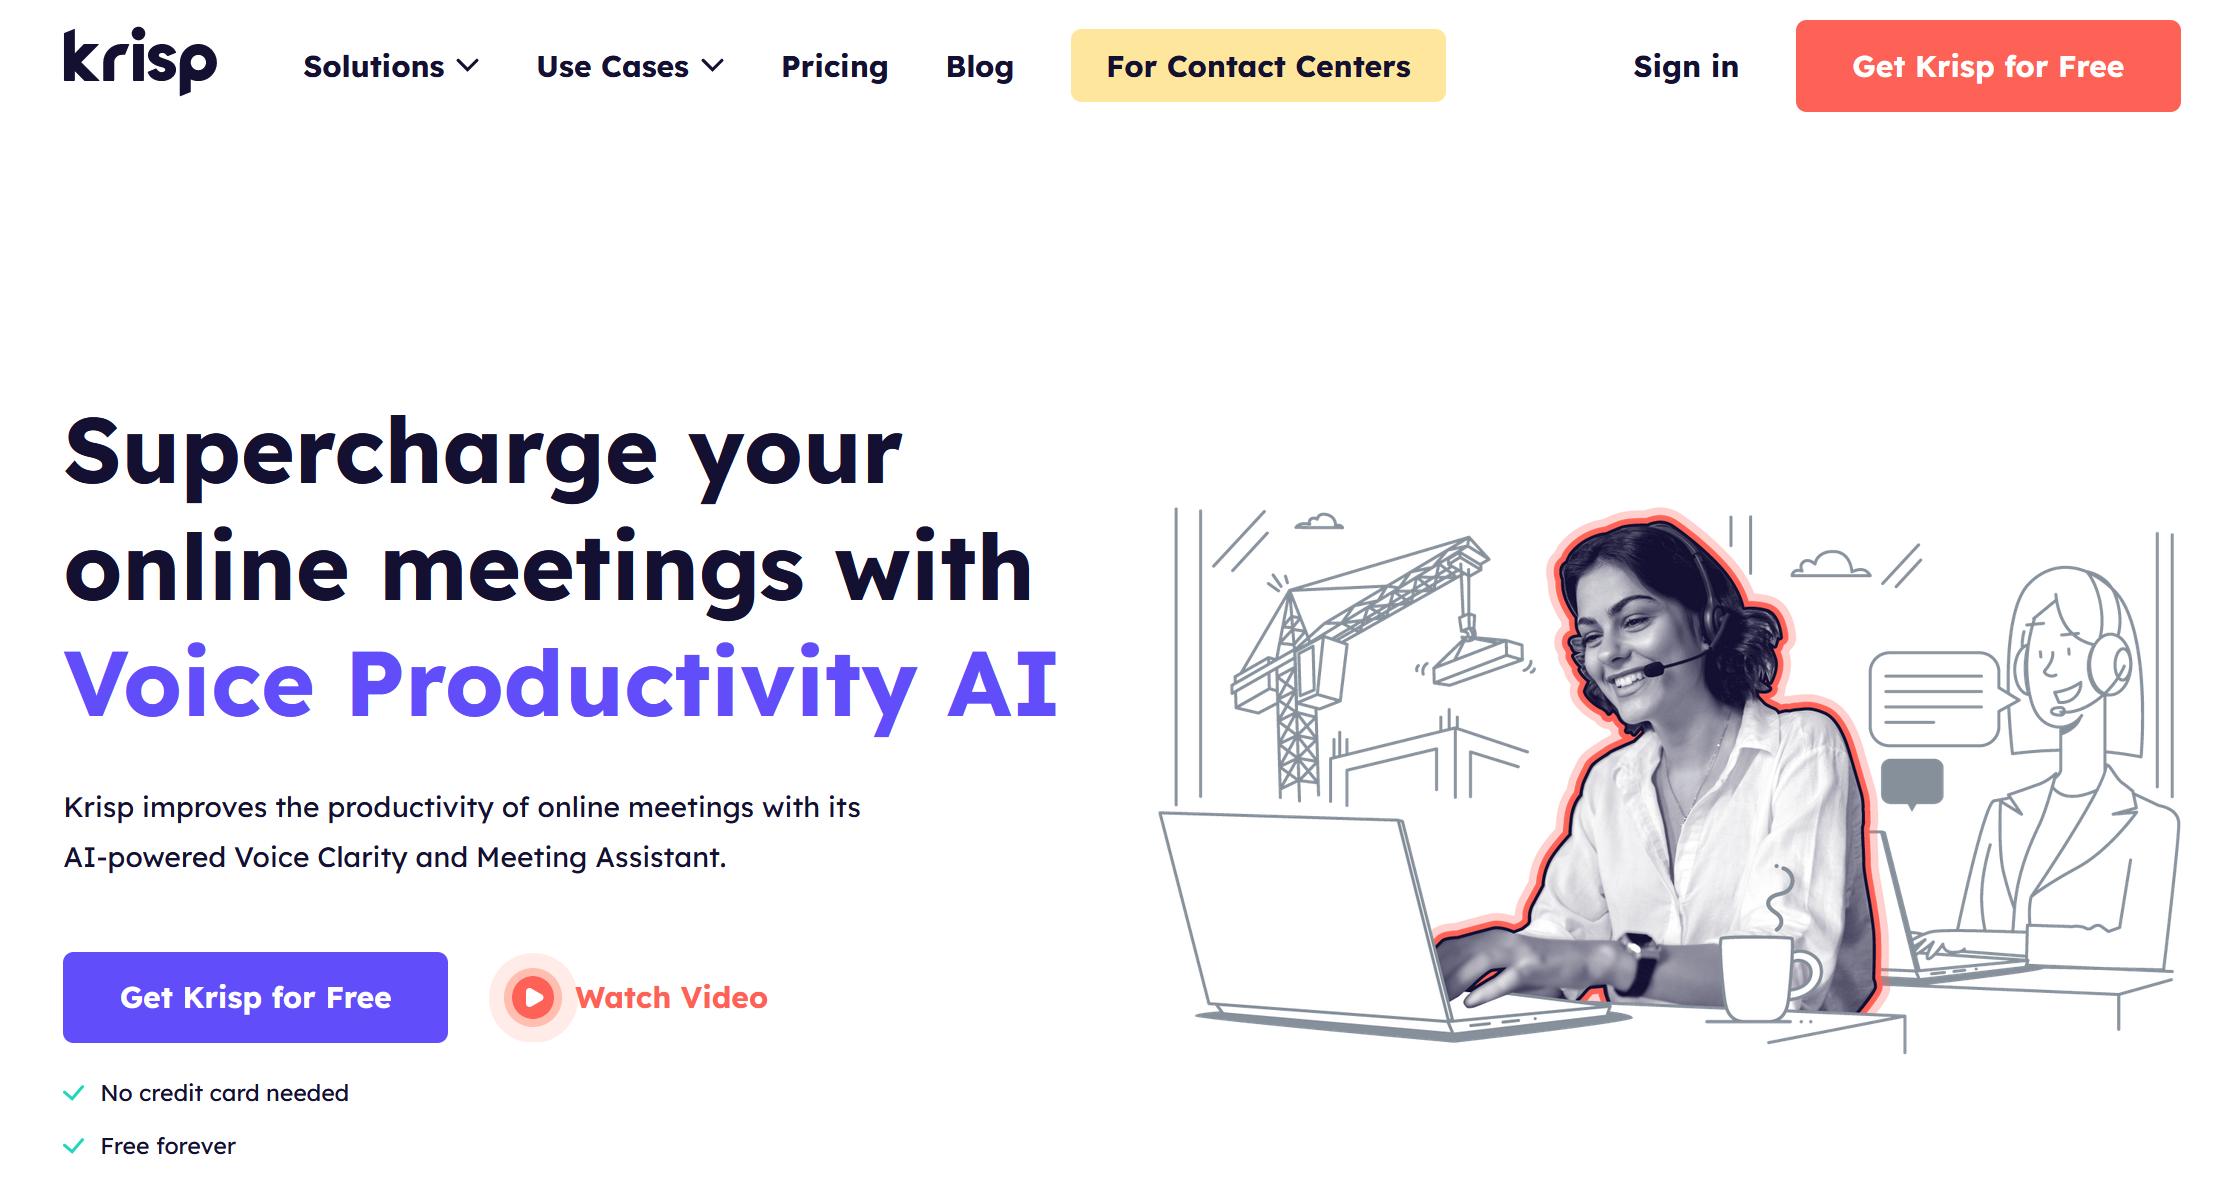 krisp
Solutions
Use Cases
Pricing
Blog
For Contact Centers
Sign in
Get Krisp for Free
Supercharge your
online meetings with
Voice Productivity AI
Krisp improves the productivity of online meetings with its
AI-powered Voice Clarity and Meeting Assistant.
Get Krisp for Free
Watch Video
No credit card needed
Free forever